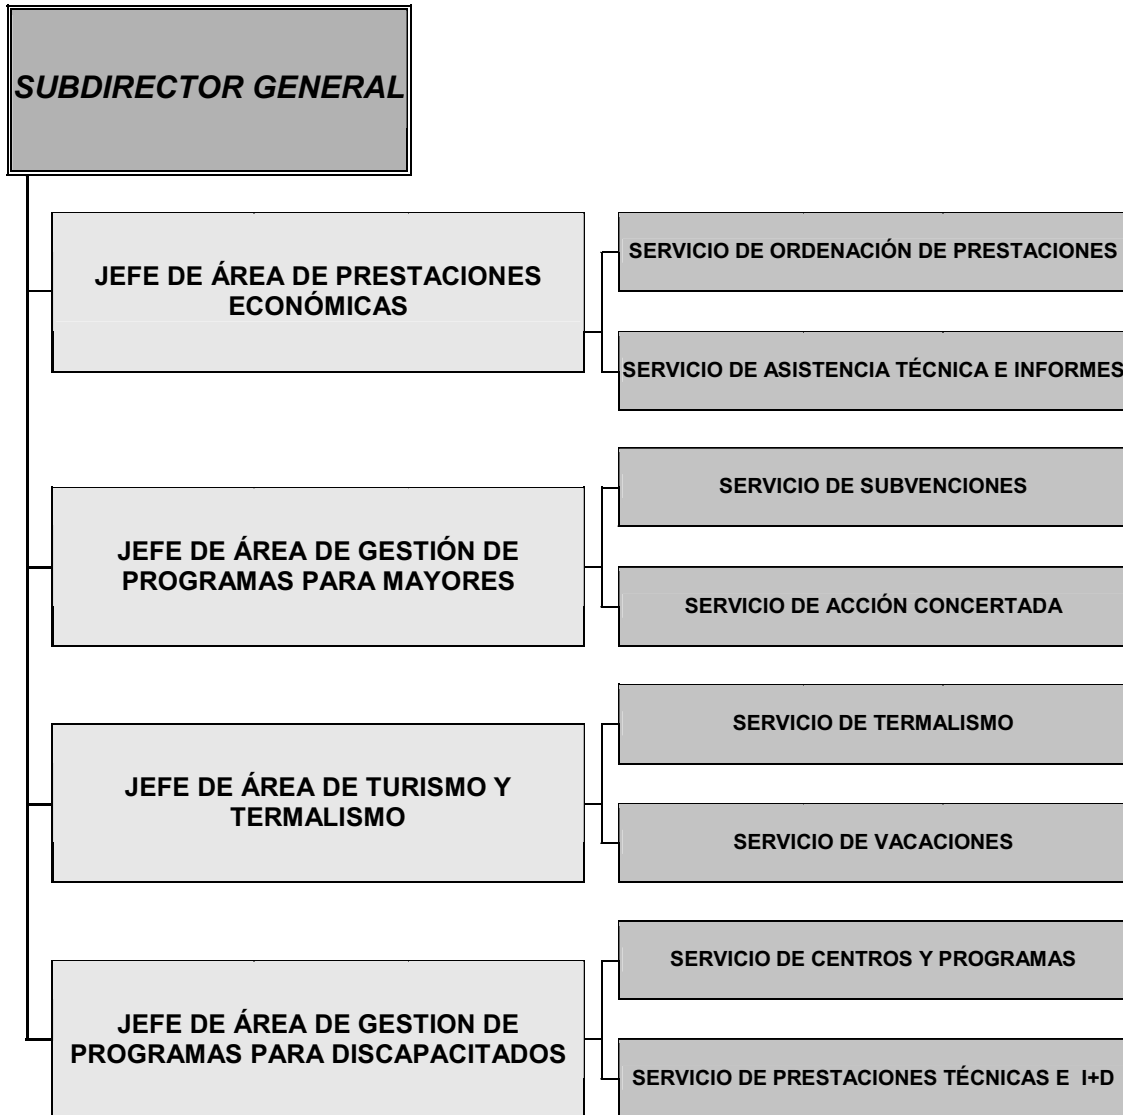 SUBDIRECTOR GENERAL
JEFE DE ÁREA DE PRESTACIONES
ECONÓMICAS
SERVICIO DE ORDENACIÓN DE PRESTACIONES
SERVICIO DE ASISTENCIA TÉCNICA E INFORMES
JEFE DE ÁREA DE GESTIÓN DE
PROGRAMAS PARA MAYORES
SERVICIO DE SUBVENCIONES
SERVICIO DE ACCIÓN CONCERTADA
JEFE DE ÁREA DE TURISMO Y
TERMALISMO
SERVICIO DE TERMALISMO
SERVICIO DE VACACIONES
JEFE DE ÁREA DE GESTION DE
PROGRAMAS PARA DISCAPACITADOS
SERVICIO DE CENTROS Y PROGRAMAS
SERVICIO DE PRESTACIONES TÉCNICAS E I+D